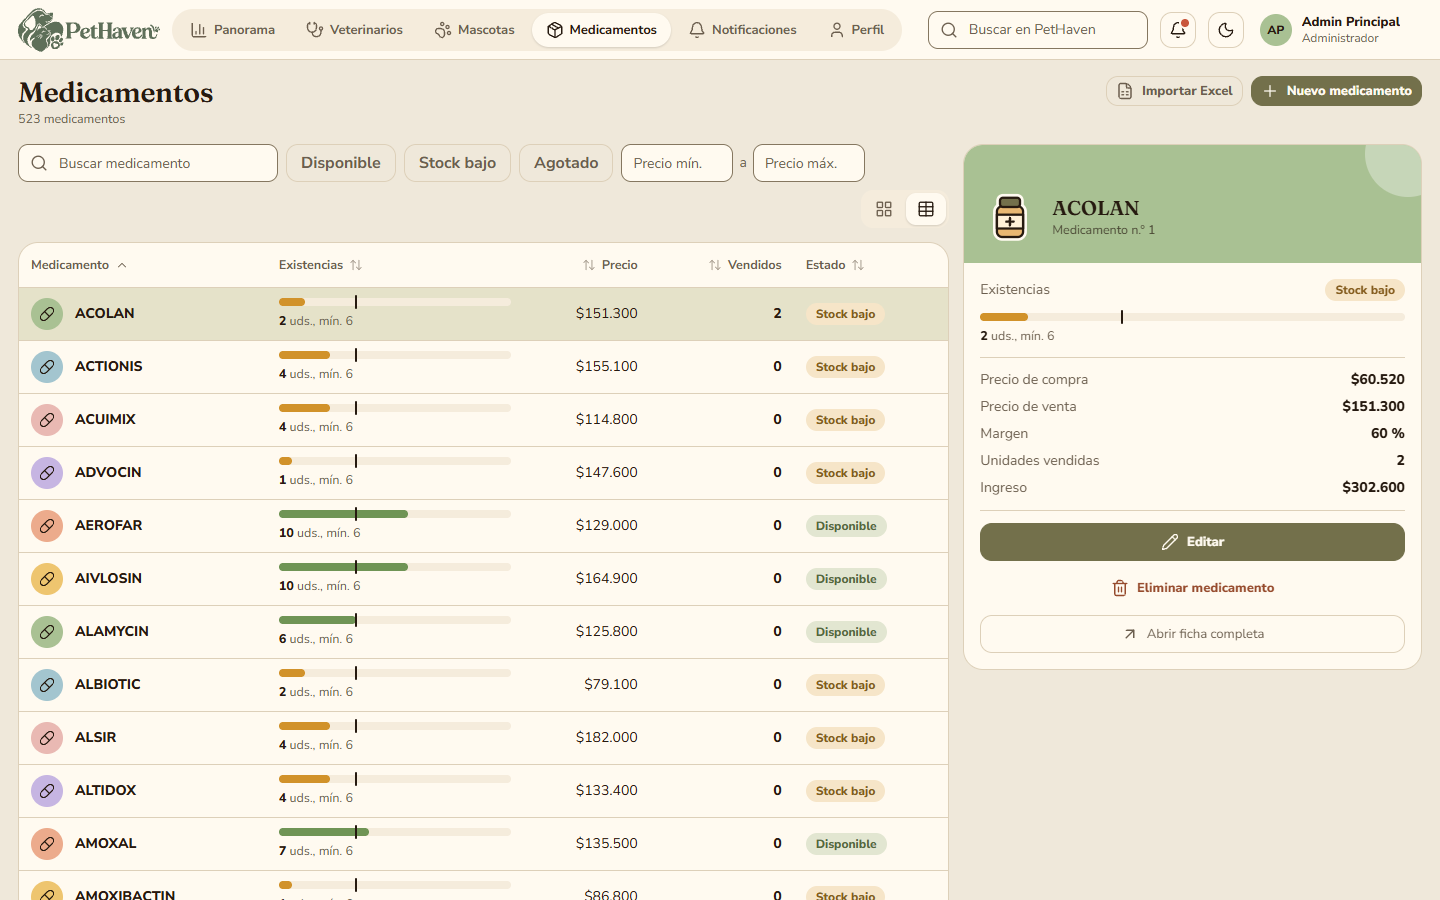 PetHaven
Panorama
Veterinarios
Mascotas
Medicamentos
Notificaciones
Perfil
Buscar en PetHaven
AP
Admin Principal
Administrador
Medicamentos
523 medicamentos
Importar Excel
Nuevo medicamento
Buscar medicamento
Disponible
Stock bajo
Agotado
Precio mín.
a
Precio máx.
Medicamento Existencias Precio Vendidos Estado
ACOLAN $151.300 2 Stock bajo
2 uds., mín. 6
ACTIONIS $155.100 0 Stock bajo
4 uds., mín. 6
ACUIMIX $114.800 0 Stock bajo
4 uds., mín. 6
ADVOCIN $147.600 0 Stock bajo
1 uds., mín. 6
AEROFAR $129.000 0 Disponible
10 uds., mín. 6
AIVLOSIN $164.900 0 Disponible
10 uds., mín. 6
ALAMYCIN $125.800 0 Disponible
6 uds., mín. 6
ALBIOTIC $79.100 0 Stock bajo
2 uds., mín. 6
ALSIR $182.000 0 Stock bajo
4 uds., mín. 6
ALTIDOX $133.400 0 Stock bajo
4 uds., mín. 6
AMOXAL $135.500 0 Disponible
7 uds., mín. 6
AMOXIBACTIN $86.800 0 Stock bajo
ACOLAN
Medicamento n.° 1
Existencias Stock bajo
2 uds., mín. 6
Precio de compra $60.520
Precio de venta $151.300
Margen 60 %
Unidades vendidas 2
Ingreso $302.600
Editar
Eliminar medicamento
Abrir ficha completa